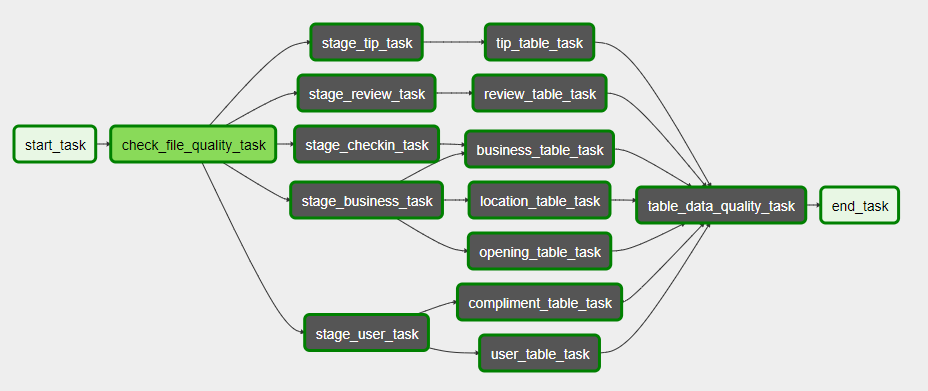 start_task
check_file_quality_task
stage_tip_task
stage_review_task
stage_checkin_task
stage_business_task
stage_user_task
tip_table_task
review_table_task
business_table_task
location_table_task
opening_table_task
compliment_table_task
user_table_task
table_data_quality_task
end_task